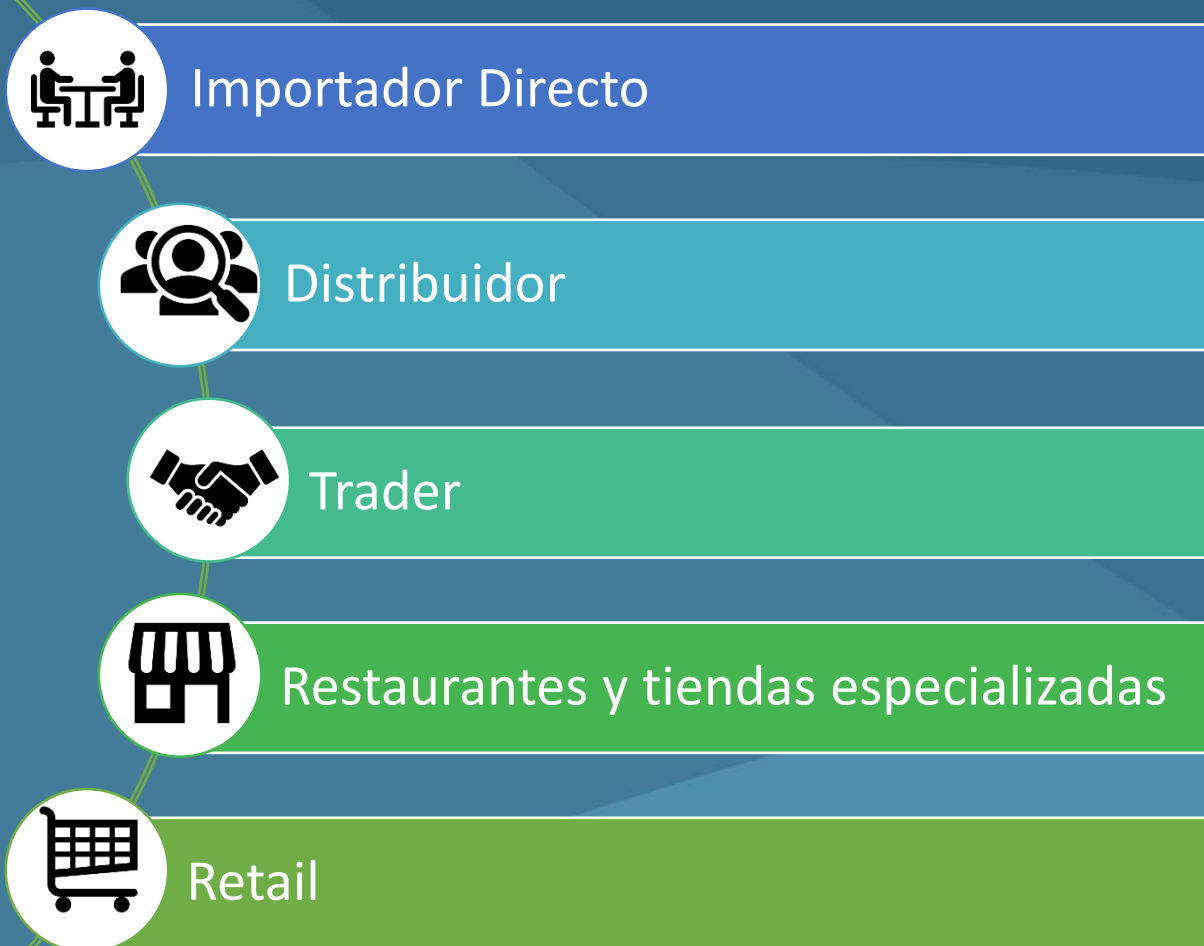 Importador Directo
Distribuidor
Trader
Restaurantes y tiendas especializadas
Retail